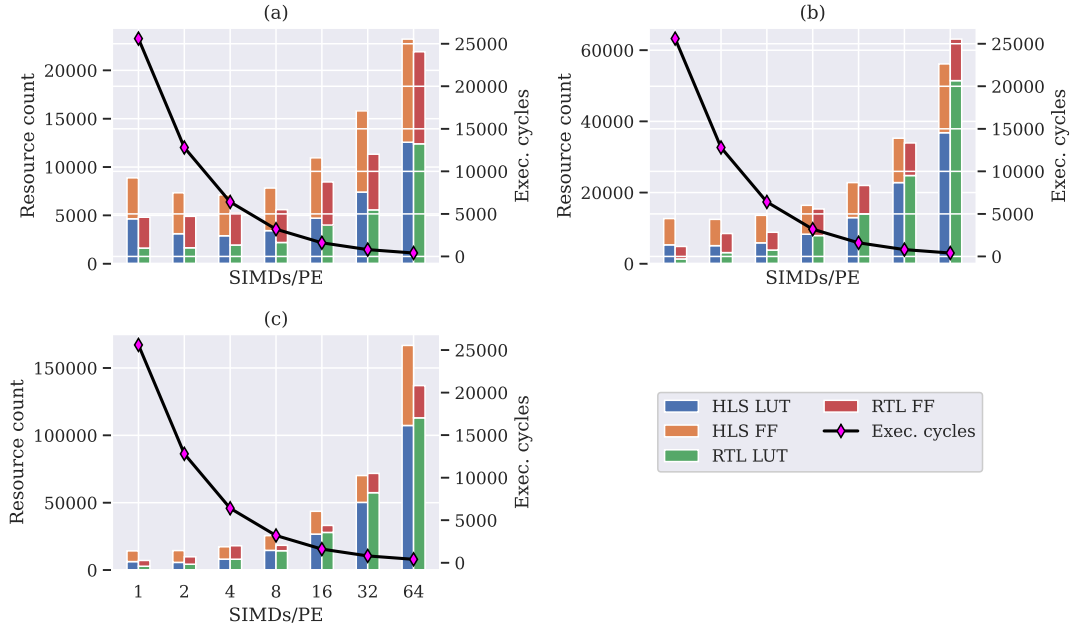 (a)
Resource count
20000
15000
10000
5000
0
25000
20000
15000
10000
5000
0
Exec. cycles
SIMDs/PE
(b)
Resource count
60000
40000
20000
0
25000
20000
15000
10000
5000
0
Exec. cycles
SIMDs/PE
(c)
Resource count
150000
100000
50000
0
25000
20000
15000
10000
5000
0
Exec. cycles
1 2 4 8 16 32 64
SIMDs/PE
HLS LUT
HLS FF
RTL LUT
RTL FF
Exec. cycles